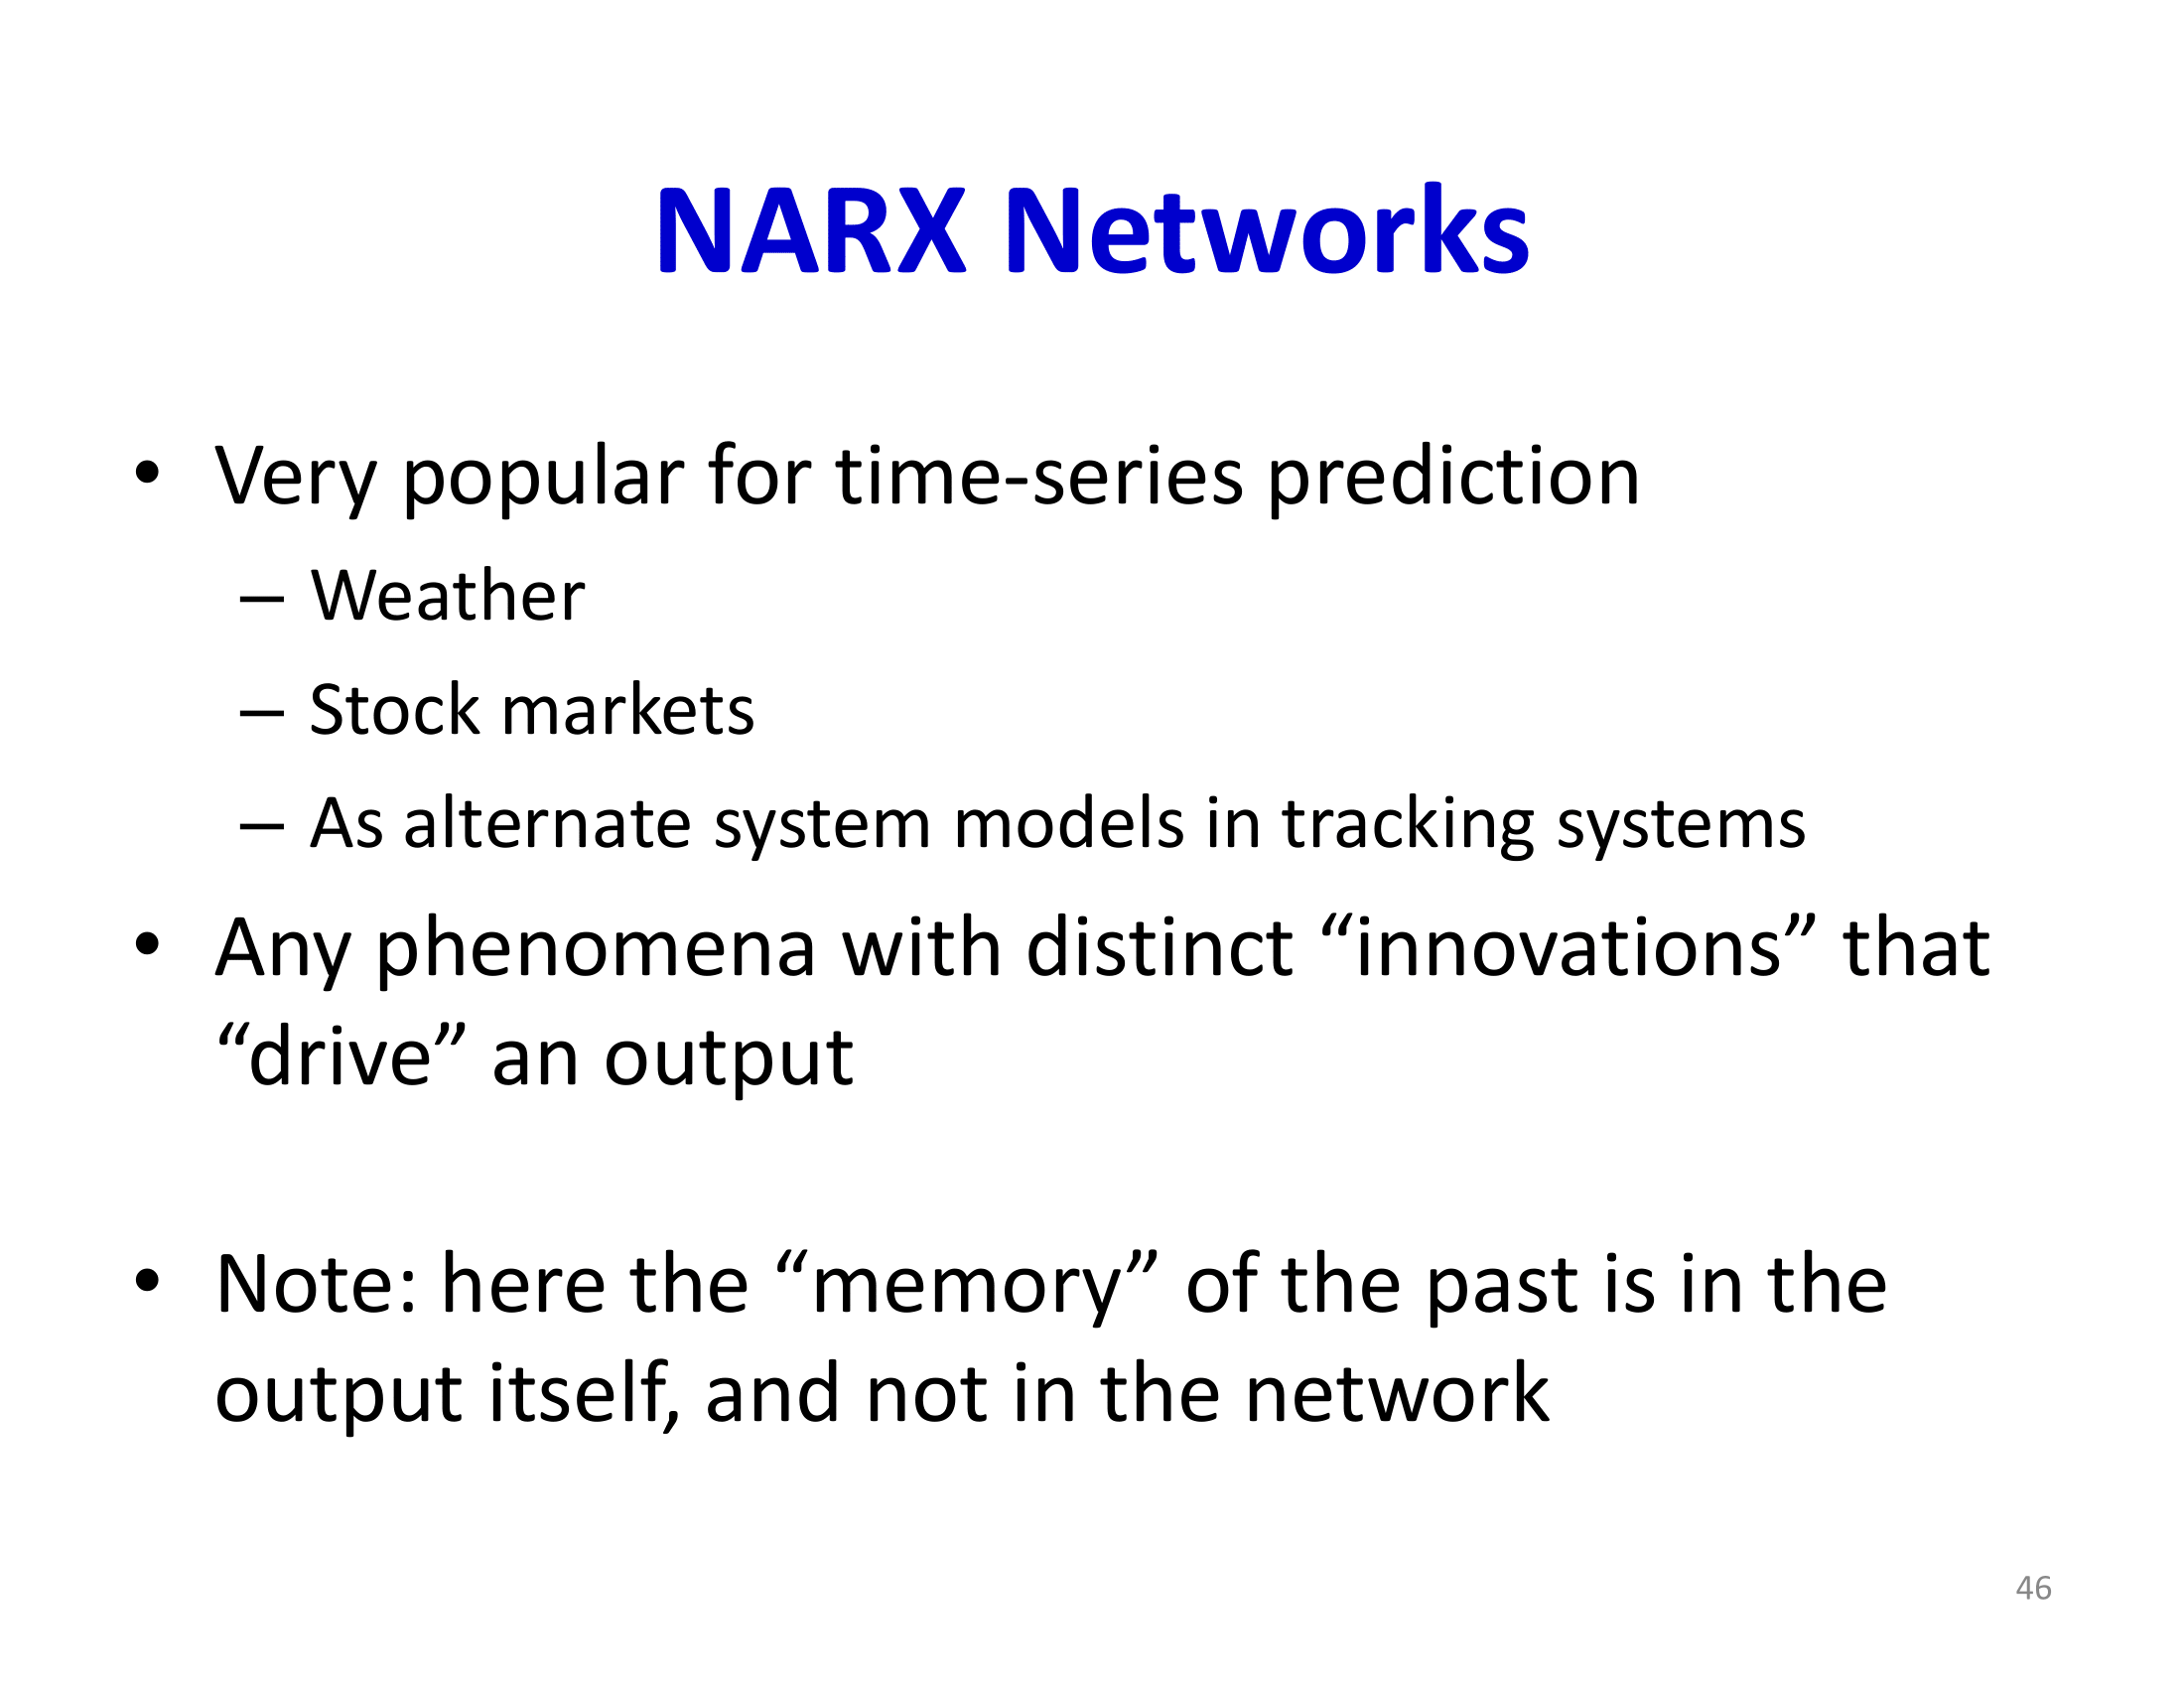 NARX Networks
• Very popular for time-series prediction
– Weather
– Stock markets
– As alternate system models in tracking systems
• Any phenomena with distinct “innovations” that
“drive” an output
• Note: here the “memory” of the past is in the
output itself, and not in the network
46